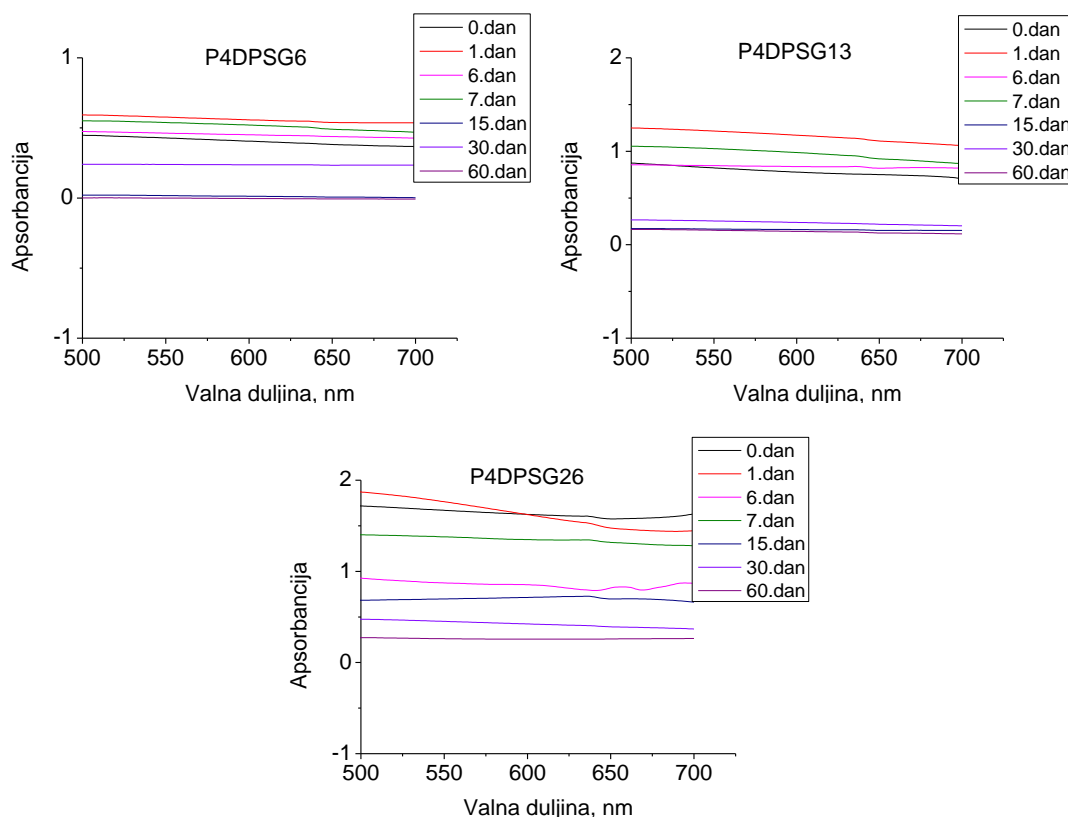 P4DPSG6
0.dan
1.dan
6.dan
7.dan
15.dan
30.dan
60.dan
1
0
-1
Apsorbancija
500 550 600 650 700
Valna duljina, nm
P4DPSG13
0.dan
1.dan
6.dan
7.dan
15.dan
30.dan
60.dan
2
1
0
-1
Apsorbancija
500 550 600 650 700
Valna duljina, nm
P4DPSG26
0.dan
1.dan
6.dan
7.dan
15.dan
30.dan
60.dan
2
1
0
-1
Apsorbancija
500 550 600 650 700
Valna duljina, nm